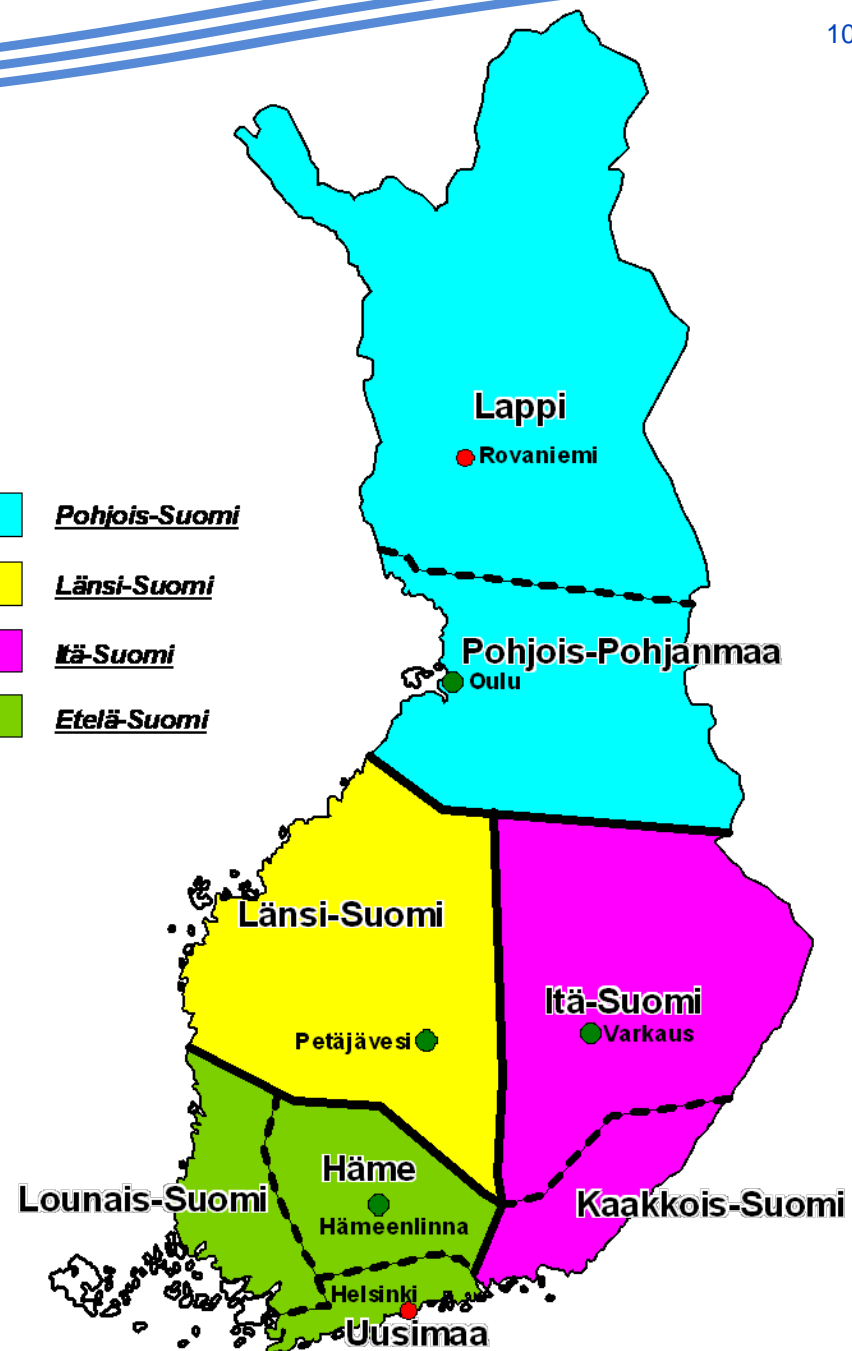 10
Lappi
Rovaniemi
Pohjois-Suomi
Länsi-Suomi
Itä-Suomi
Etelä-Suomi
Pohjois-Pohjanmaa
Oulu
Länsi-Suomi
Itä-Suomi
Petäjävesi
Varkaus
Häme
Lounais-Suomi
Kaakkois-Suomi
Hämeenlinna
Helsinki
Uusimaa